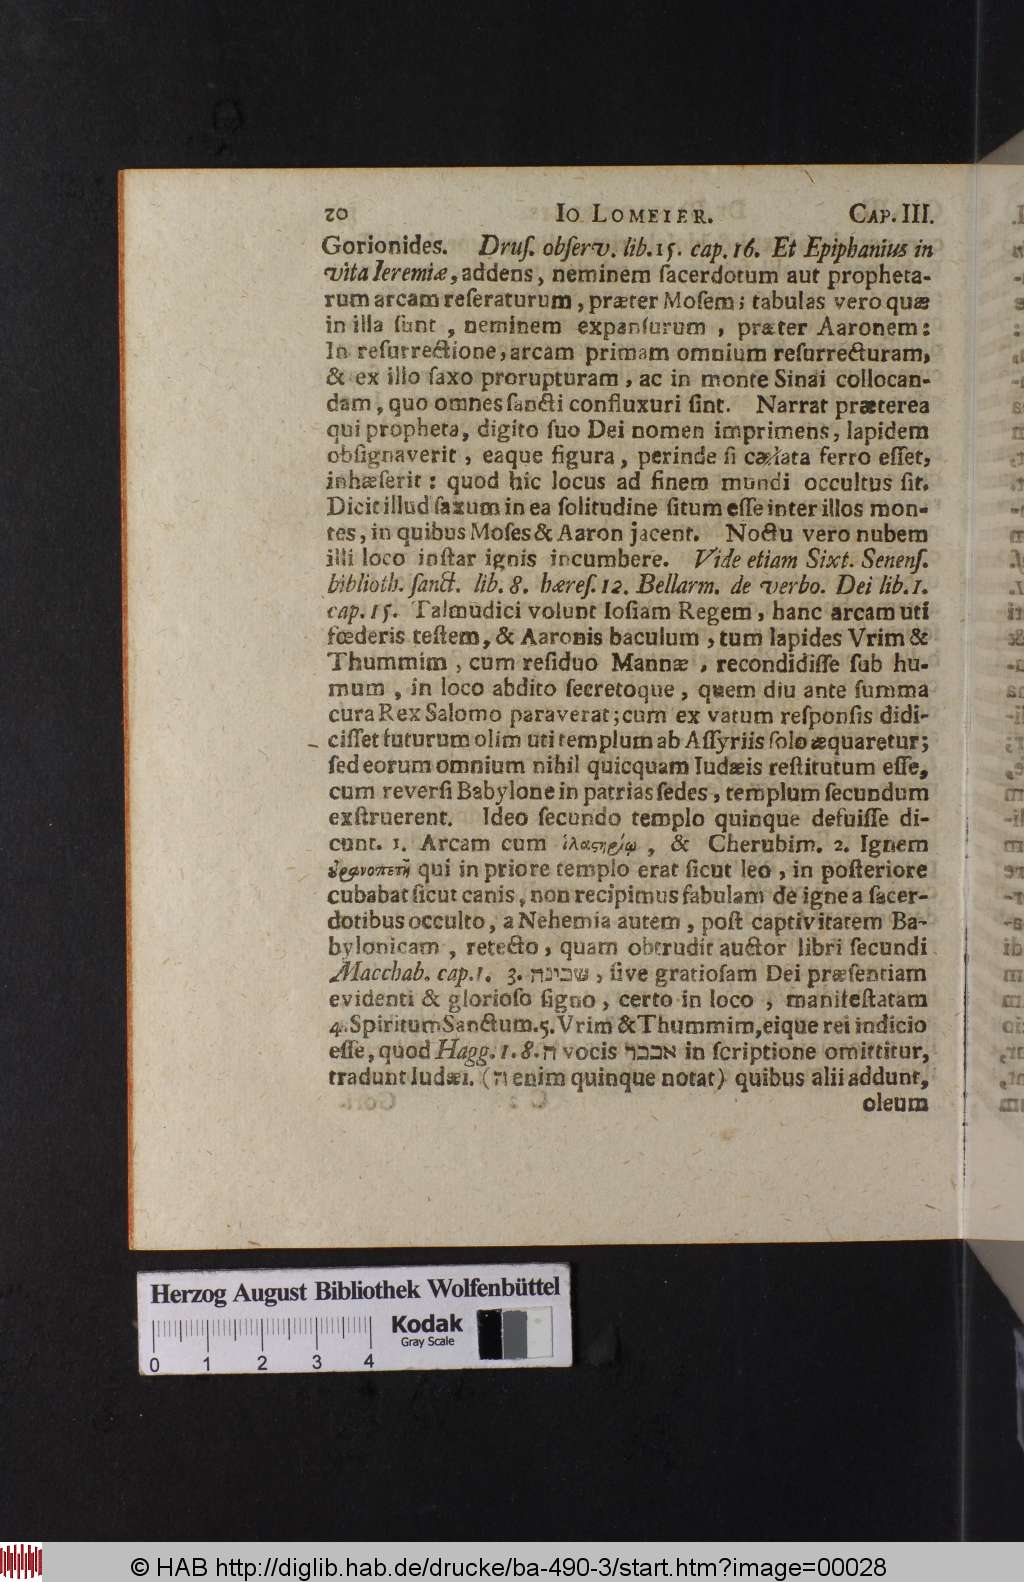 20 IO LOMEIER. CAP. III.
Gorionides. Druſ. obſerv. lib. 15. cap. 16. Et Epiphanius in
vita Ieremiæ, addens, neminem ſacerdotum aut propheta-
rum arcam reſeraturum, præter Moſem; tabulas vero quæ
in illa ſunt, neminem expanſurum, præter Aaronem:
In reſurrectione, arcam primam omnium reſurrecturam,
& ex illo ſaxo prorupturam, ac in monte Sinai collocan-
dam, quo omnes ſancti confluxuri ſint. Narrat præterea
qui propheta, digito ſuo Dei nomen imprimens, lapidem
obſignaverit, eaque figura, perinde ſi cælata ferro eſſet,
inhæſerit: quod hic locus ad finem mundi occultus ſit.
Dicit illud ſaxum in ea ſolitudine ſitum eſſe inter illos mon-
tes, in quibus Moſes & Aaron jacent. Noctu vero nubem
illi loco inſtar ignis incumbere. Vide etiam Sixt. Senenſ.
biblioth. ſanct. lib. 8. hæreſ. 12. Bellarm. de verbo. Dei lib. 1.
cap. 15. Talmudici volunt Ioſiam Regem, hanc arcam uti
fœderis teſtem, & Aaronis baculum, tum lapides Vrim &
Thummim, cum reſiduo Mannæ, recondidiſſe ſub hu-
mum, in loco abdito ſecretoque, quem diu ante ſumma
cura Rex Salomo paraverat; cum ex vatum reſponſis didi-
ciſſet futurum olim uti templum ab Aſſyriis ſolo æquaretur;
ſed eorum omnium nihil quicquam Iudæis reſtitutum eſſe,
cum reverſi Babylone in patrias ſedes, templum ſecundum
exſtruerent. Ideo ſecundo templo quinque defuiſſe di-
cunt. 1. Arcam cum ἱλαστηρίῳ, & Cherubim. 2. Ignem
ὀρανοπετῆ qui in priore templo erat ſicut leo, in poſteriore
cubabat ſicut canis, non recipimus fabulam de igne a ſacer-
dotibus occulto, a Nehemia autem, poſt captivitatem Ba-
bylonicam, retecto, quam obtrudit auctor libri ſecundi
Macchab. cap. 1. 3. שכינה, ſive gratioſam Dei præſentiam
evidenti & glorioſo ſigno, certo in loco, manifeſtatam
4. Spiritum Sanctum. 5. Vrim & Thummim, eique rei indicio
eſſe, quod Hagg. 1. 8. ה vocis אכבר in ſcriptione omittitur,
tradunt Iudæi. (ה enim quinque notat) quibus alii addunt,
oleum
Herzog August Bibliothek Wolfenbüttel
Kodak
Gray Scale
0 1 2 3 4
© HAB http://diglib.hab.de/drucke/ba-490-3/start.htm?image=00028